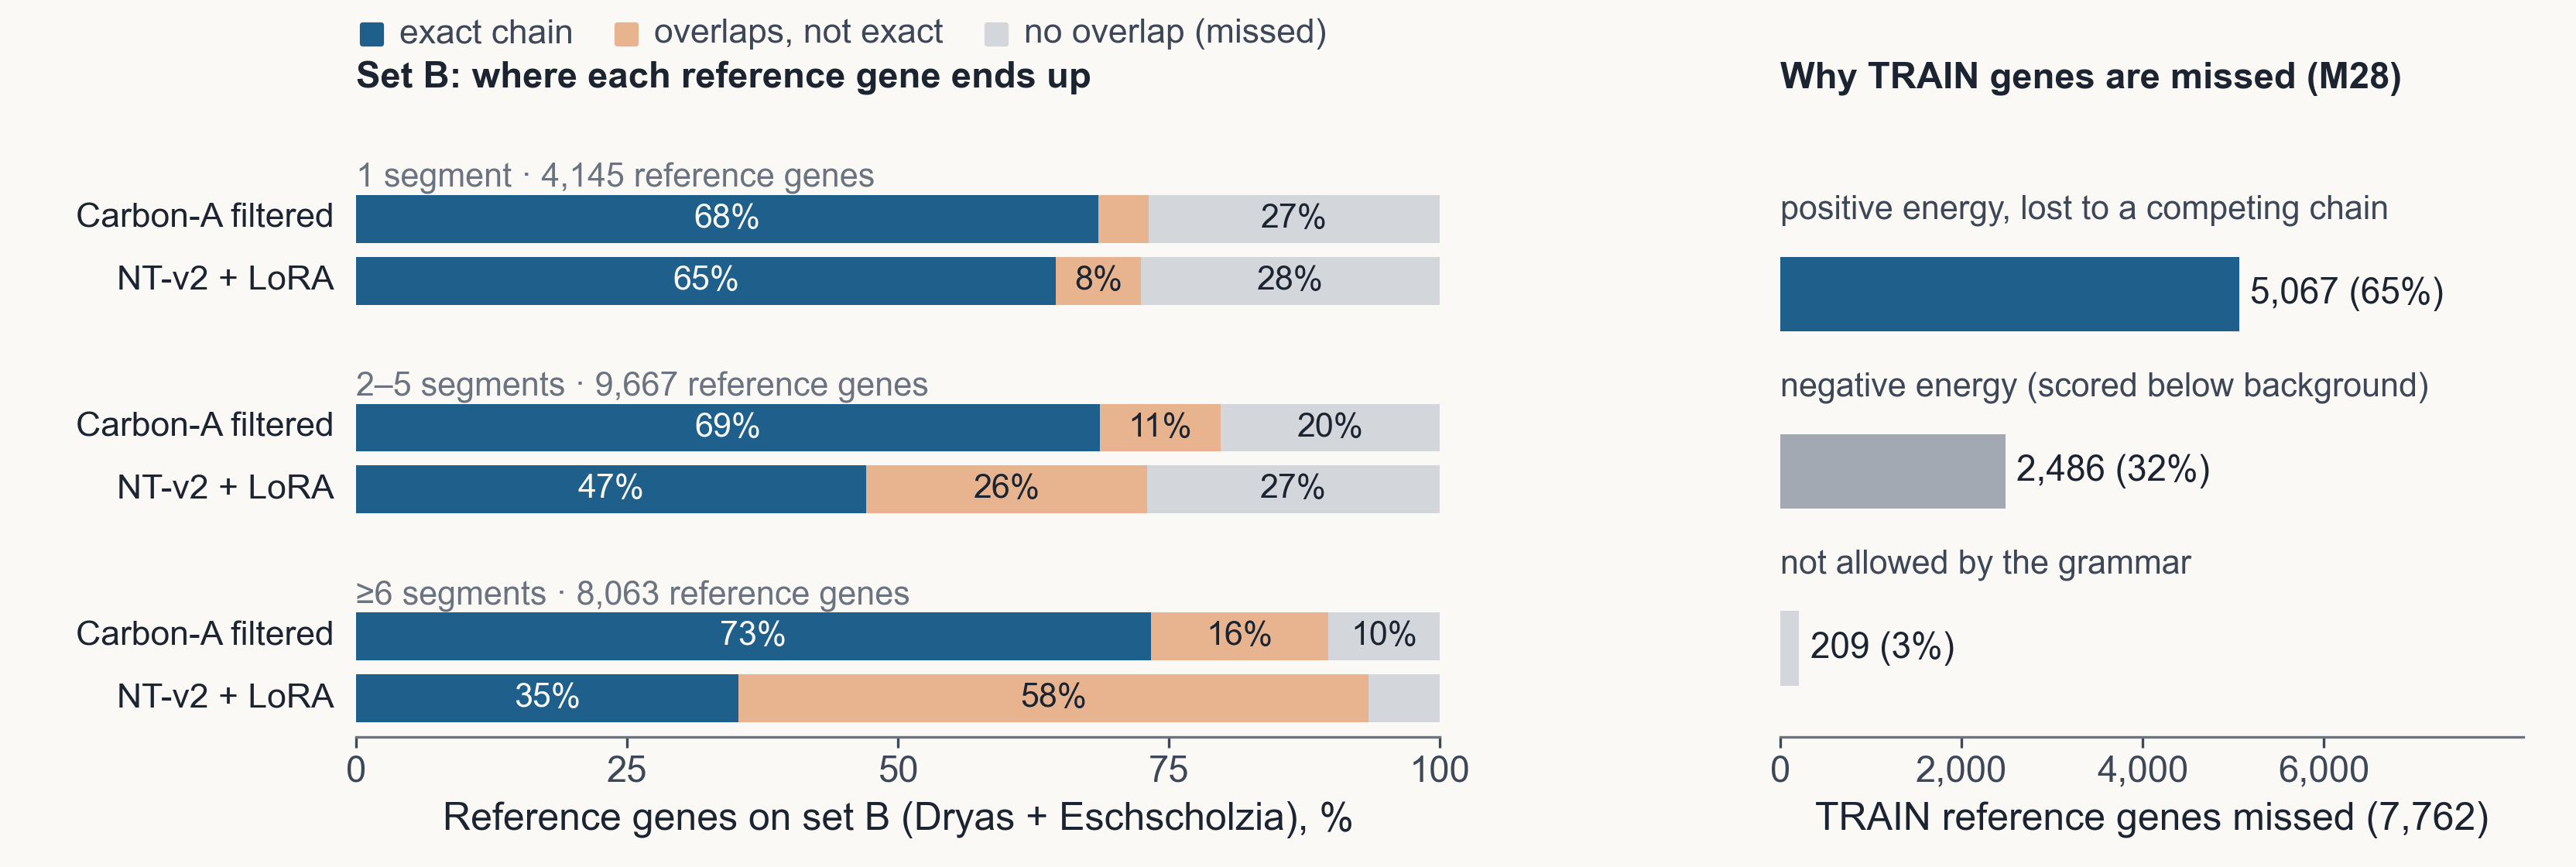 exact chain overlaps, not exact no overlap (missed)
Set B: where each reference gene ends up
1 segment · 4,145 reference genes
Carbon-A filtered 68% 27%
NT-v2 + LoRA 65% 8% 28%
2–5 segments · 9,667 reference genes
Carbon-A filtered 69% 11% 20%
NT-v2 + LoRA 47% 26% 27%
≥6 segments · 8,063 reference genes
Carbon-A filtered 73% 16% 10%
NT-v2 + LoRA 35% 58%
0 25 50 75 100
Reference genes on set B (Dryas + Eschscholzia), %
Why TRAIN genes are missed (M28)
positive energy, lost to a competing chain
5,067 (65%)
negative energy (scored below background)
2,486 (32%)
not allowed by the grammar
209 (3%)
0 2,000 4,000 6,000
TRAIN reference genes missed (7,762)